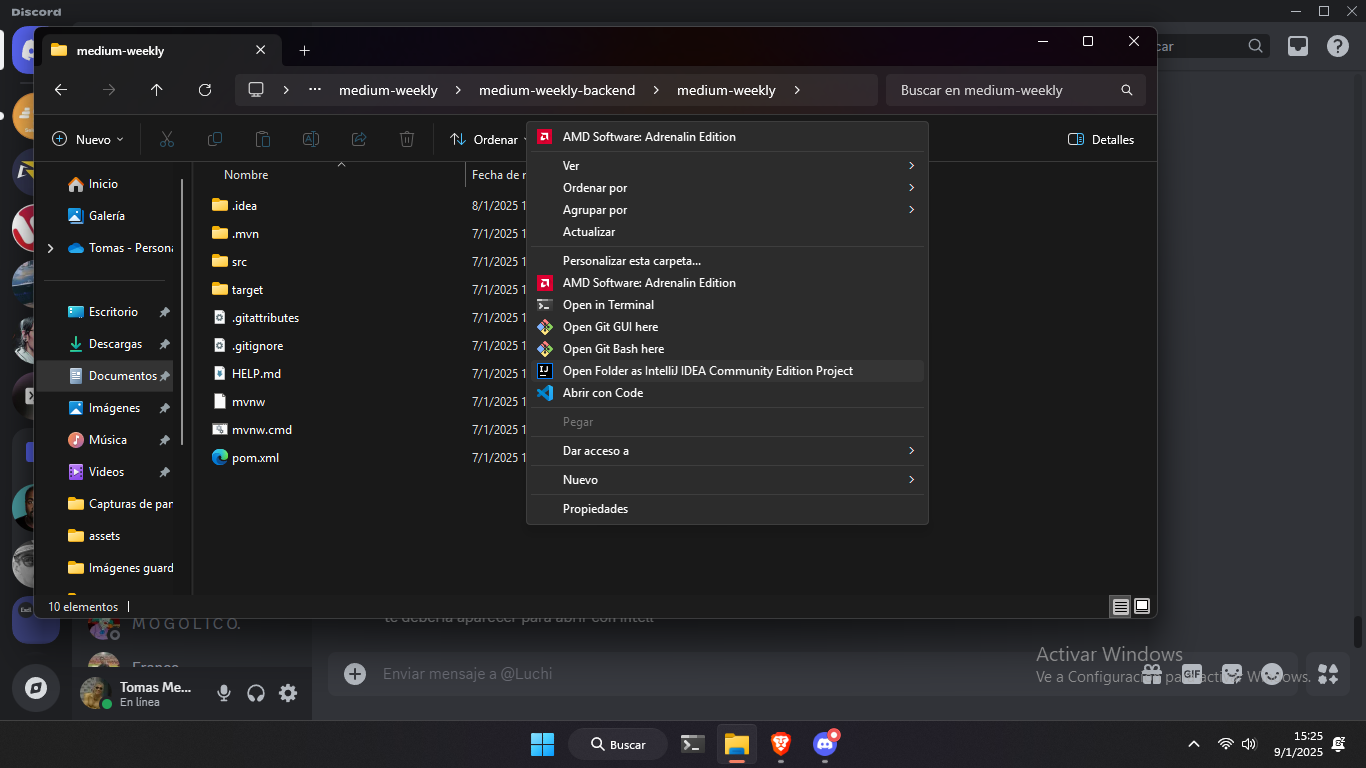 Discord
medium-weekly
car
medium-weekly
medium-weekly-backend
medium-weekly
Buscar en medium-weekly
Nuevo
Ordenar
Detalles
Inicio
Galería
Tomas - Persona
Escritorio
Descargas
Documentos
Imágenes
Música
Videos
Capturas de pan
assets
Imágenes guard
Nombre
Fecha de r
.idea
8/1/2025 1
.mvn
7/1/2025 1
src
7/1/2025 1
target
7/1/2025 1
.gitattributes
7/1/2025 1
.gitignore
7/1/2025 1
HELP.md
7/1/2025 1
mvnw
7/1/2025 1
mvnw.cmd
7/1/2025 1
pom.xml
7/1/2025 1
AMD Software: Adrenalin Edition
Ver
Ordenar por
Agrupar por
Actualizar
Personalizar esta carpeta...
AMD Software: Adrenalin Edition
Open in Terminal
Open Git GUI here
Open Git Bash here
Open Folder as IntelliJ IDEA Community Edition Project
Abrir con Code
Pegar
Dar acceso a
Nuevo
Propiedades
10 elementos
M O G O L I C O.
te debería aparecer para abrir con intell
Franco
Tomas Me...
En línea
Enviar mensaje a @Luchi
GIF
Activar Windows
Ve a Configuración para activar Windows.
Buscar
15:25
9/1/2025